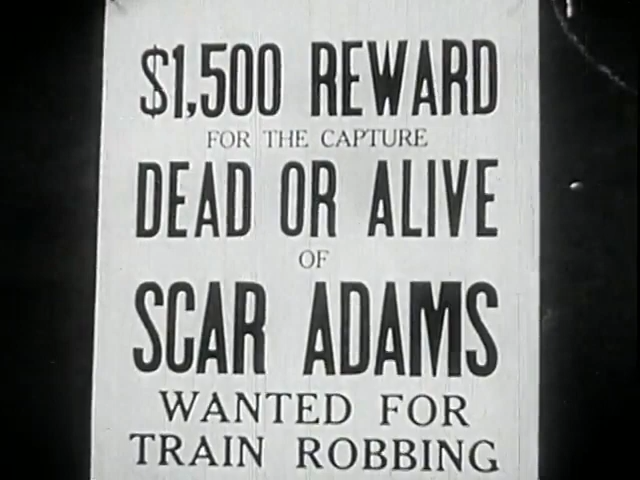 $1,500 REWARD
FOR THE CAPTURE
DEAD OR ALIVE
OF
SCAR ADAMS
WANTED FOR
TRAIN ROBBING